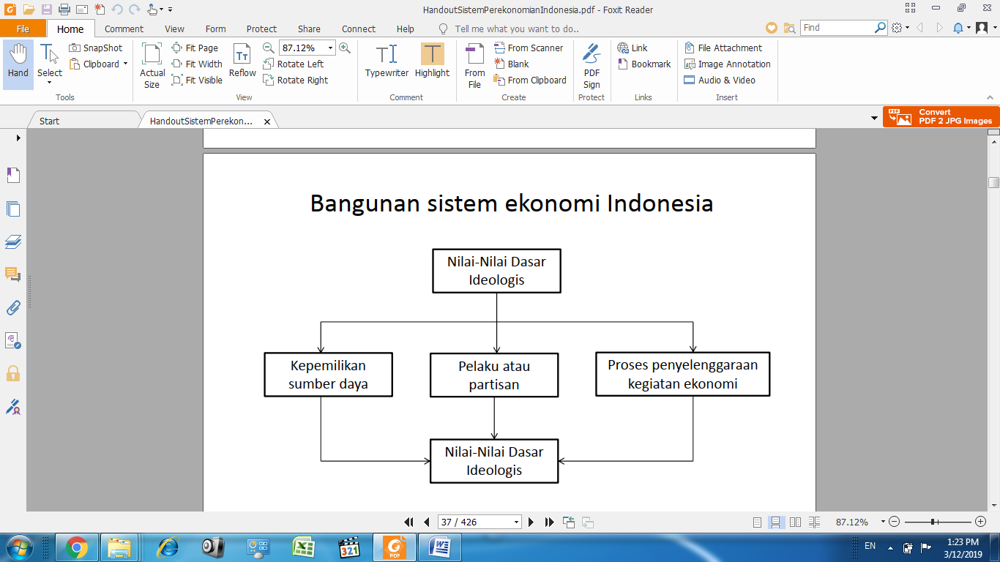 HandoutSistemPerekonomianIndonesia.pdf - Foxit Reader
File Home Comment View Form Protect Share Connect Help Tell me what you want to do.. Find
Hand
Select
SnapShot
Clipboard
Tools
Actual
Size
Fit Page
Fit Width
Fit Visible
Reflow
87.12%
Rotate Left
Rotate Right
View
Typewriter
Highlight
Comment
From
File
From Scanner
Blank
From Clipboard
Create
PDF
Sign
Protect
Link
Bookmark
Links
File Attachment
Image Annotation
Audio & Video
Insert
Start
HandoutSistemPerekon...
PDF
Convert
PDF 2 JPG Images
Bangunan sistem ekonomi Indonesia
Nilai-Nilai Dasar
Ideologis
Kepemilikan
sumber daya
Pelaku atau
partisan
Proses penyelenggaraan
kegiatan ekonomi
Nilai-Nilai Dasar
Ideologis
37 / 426
87.12%
321
PDF
EN
1:23 PM
3/12/2019